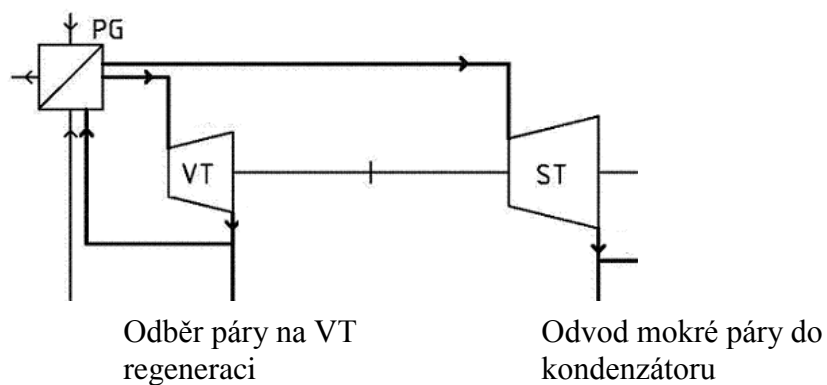 PG
VT
ST
Odběr páry na VT
regeneraci
Odvod mokré páry do
kondenzátoru